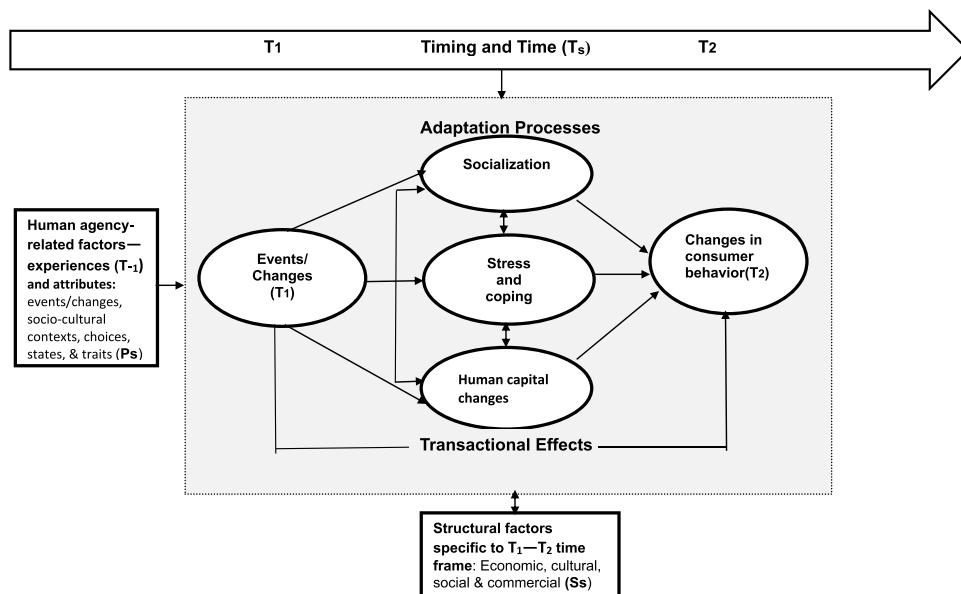 T1 Timing and Time (Ts) T2
Adaptation Processes
Socialization
Human agency-
related factors—
experiences (T-1)
and attributes:
events/changes,
socio-cultural
contexts, choices,
states, & traits (Ps)
Events/
Changes
(T1)
Stress
and
coping
Changes in
consumer
behavior(T2)
Human capital
changes
Transactional Effects
Structural factors
specific to T1—T2 time
frame: Economic, cultural,
social & commercial (Ss)